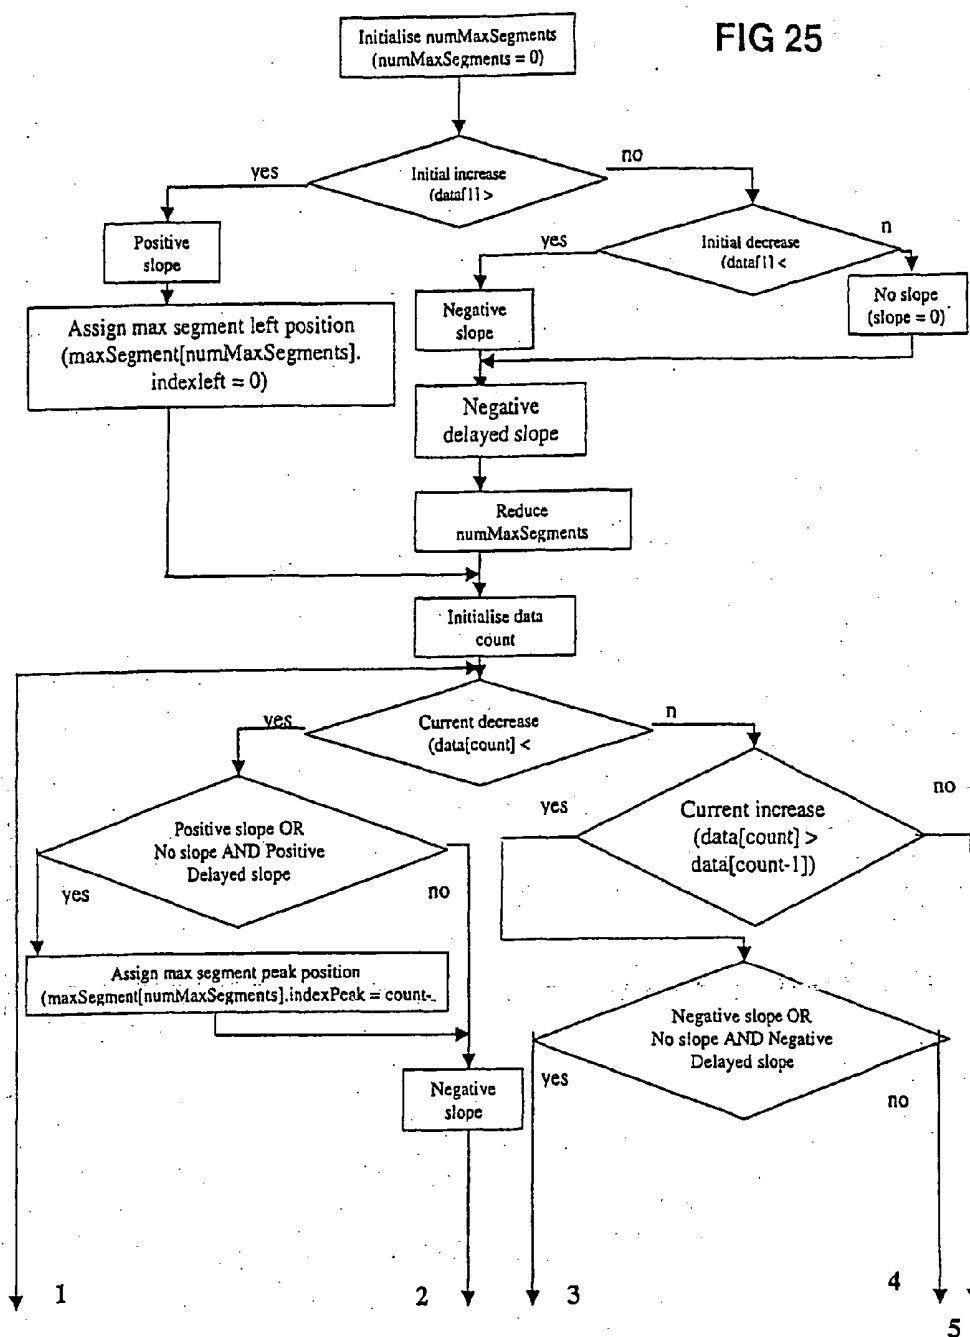 FIG 25
Initialise numMaxSegments
(numMaxSegments = 0)
yes
Initial increase
(data[1] >
no
Positive
slope
yes
Initial decrease
(data[1] <
n
Negative
slope
No slope
(slope = 0)
Assign max segment left position
(maxSegment[numMaxSegments].
indexleft = 0)
Negative
delayed slope
Reduce
numMaxSegments
Initialise data
count
yes
Current decrease
(data[count] <
n
Positive slope OR
No slope AND Positive
Delayed slope
yes
no
yes
Current increase
(data[count] >
data[count-1])
no
Assign max segment peak position
(maxSegment[numMaxSegments].indexPeak = count-
Negative slope OR
No slope AND Negative
Delayed slope
yes
no
Negative
slope
1
2
3
4
5